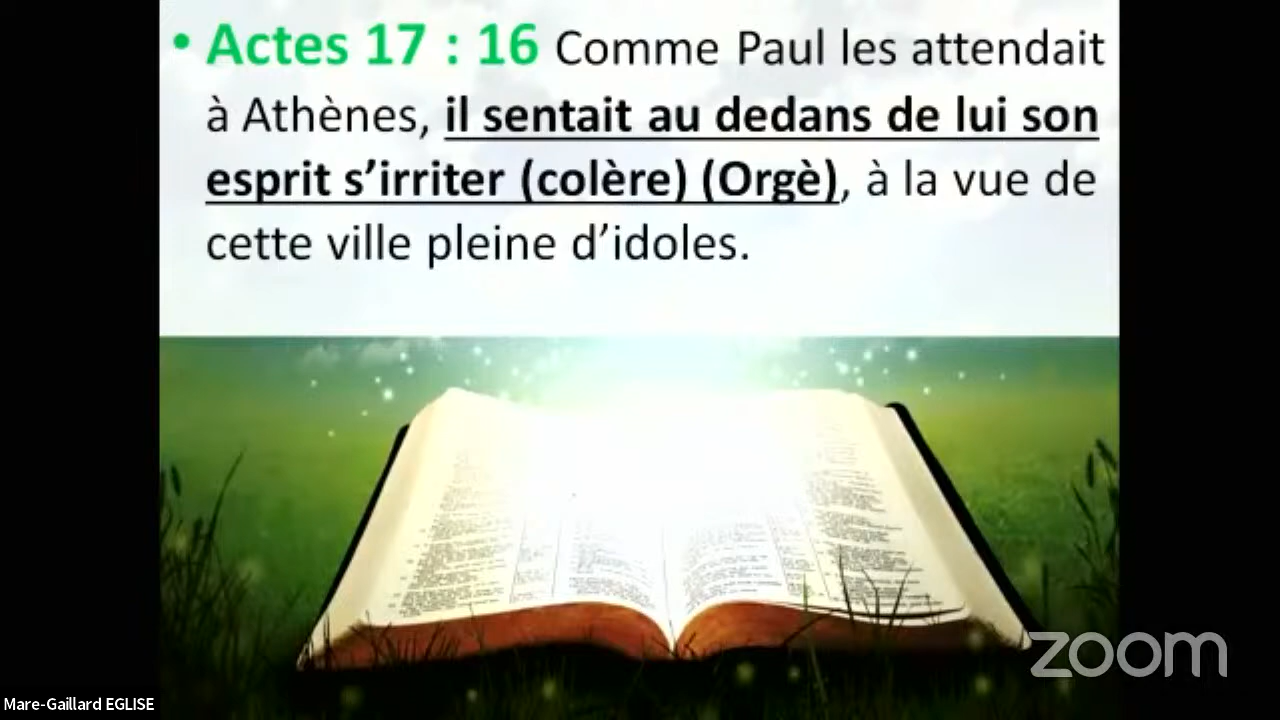 • Actes 17 : 16 Comme Paul les attendait
à Athènes, il sentait au dedans de lui son
esprit s’irriter (colère) (Orgè), à la vue de
cette ville pleine d’idoles.
zoom
Mare-Gaillard EGLISE